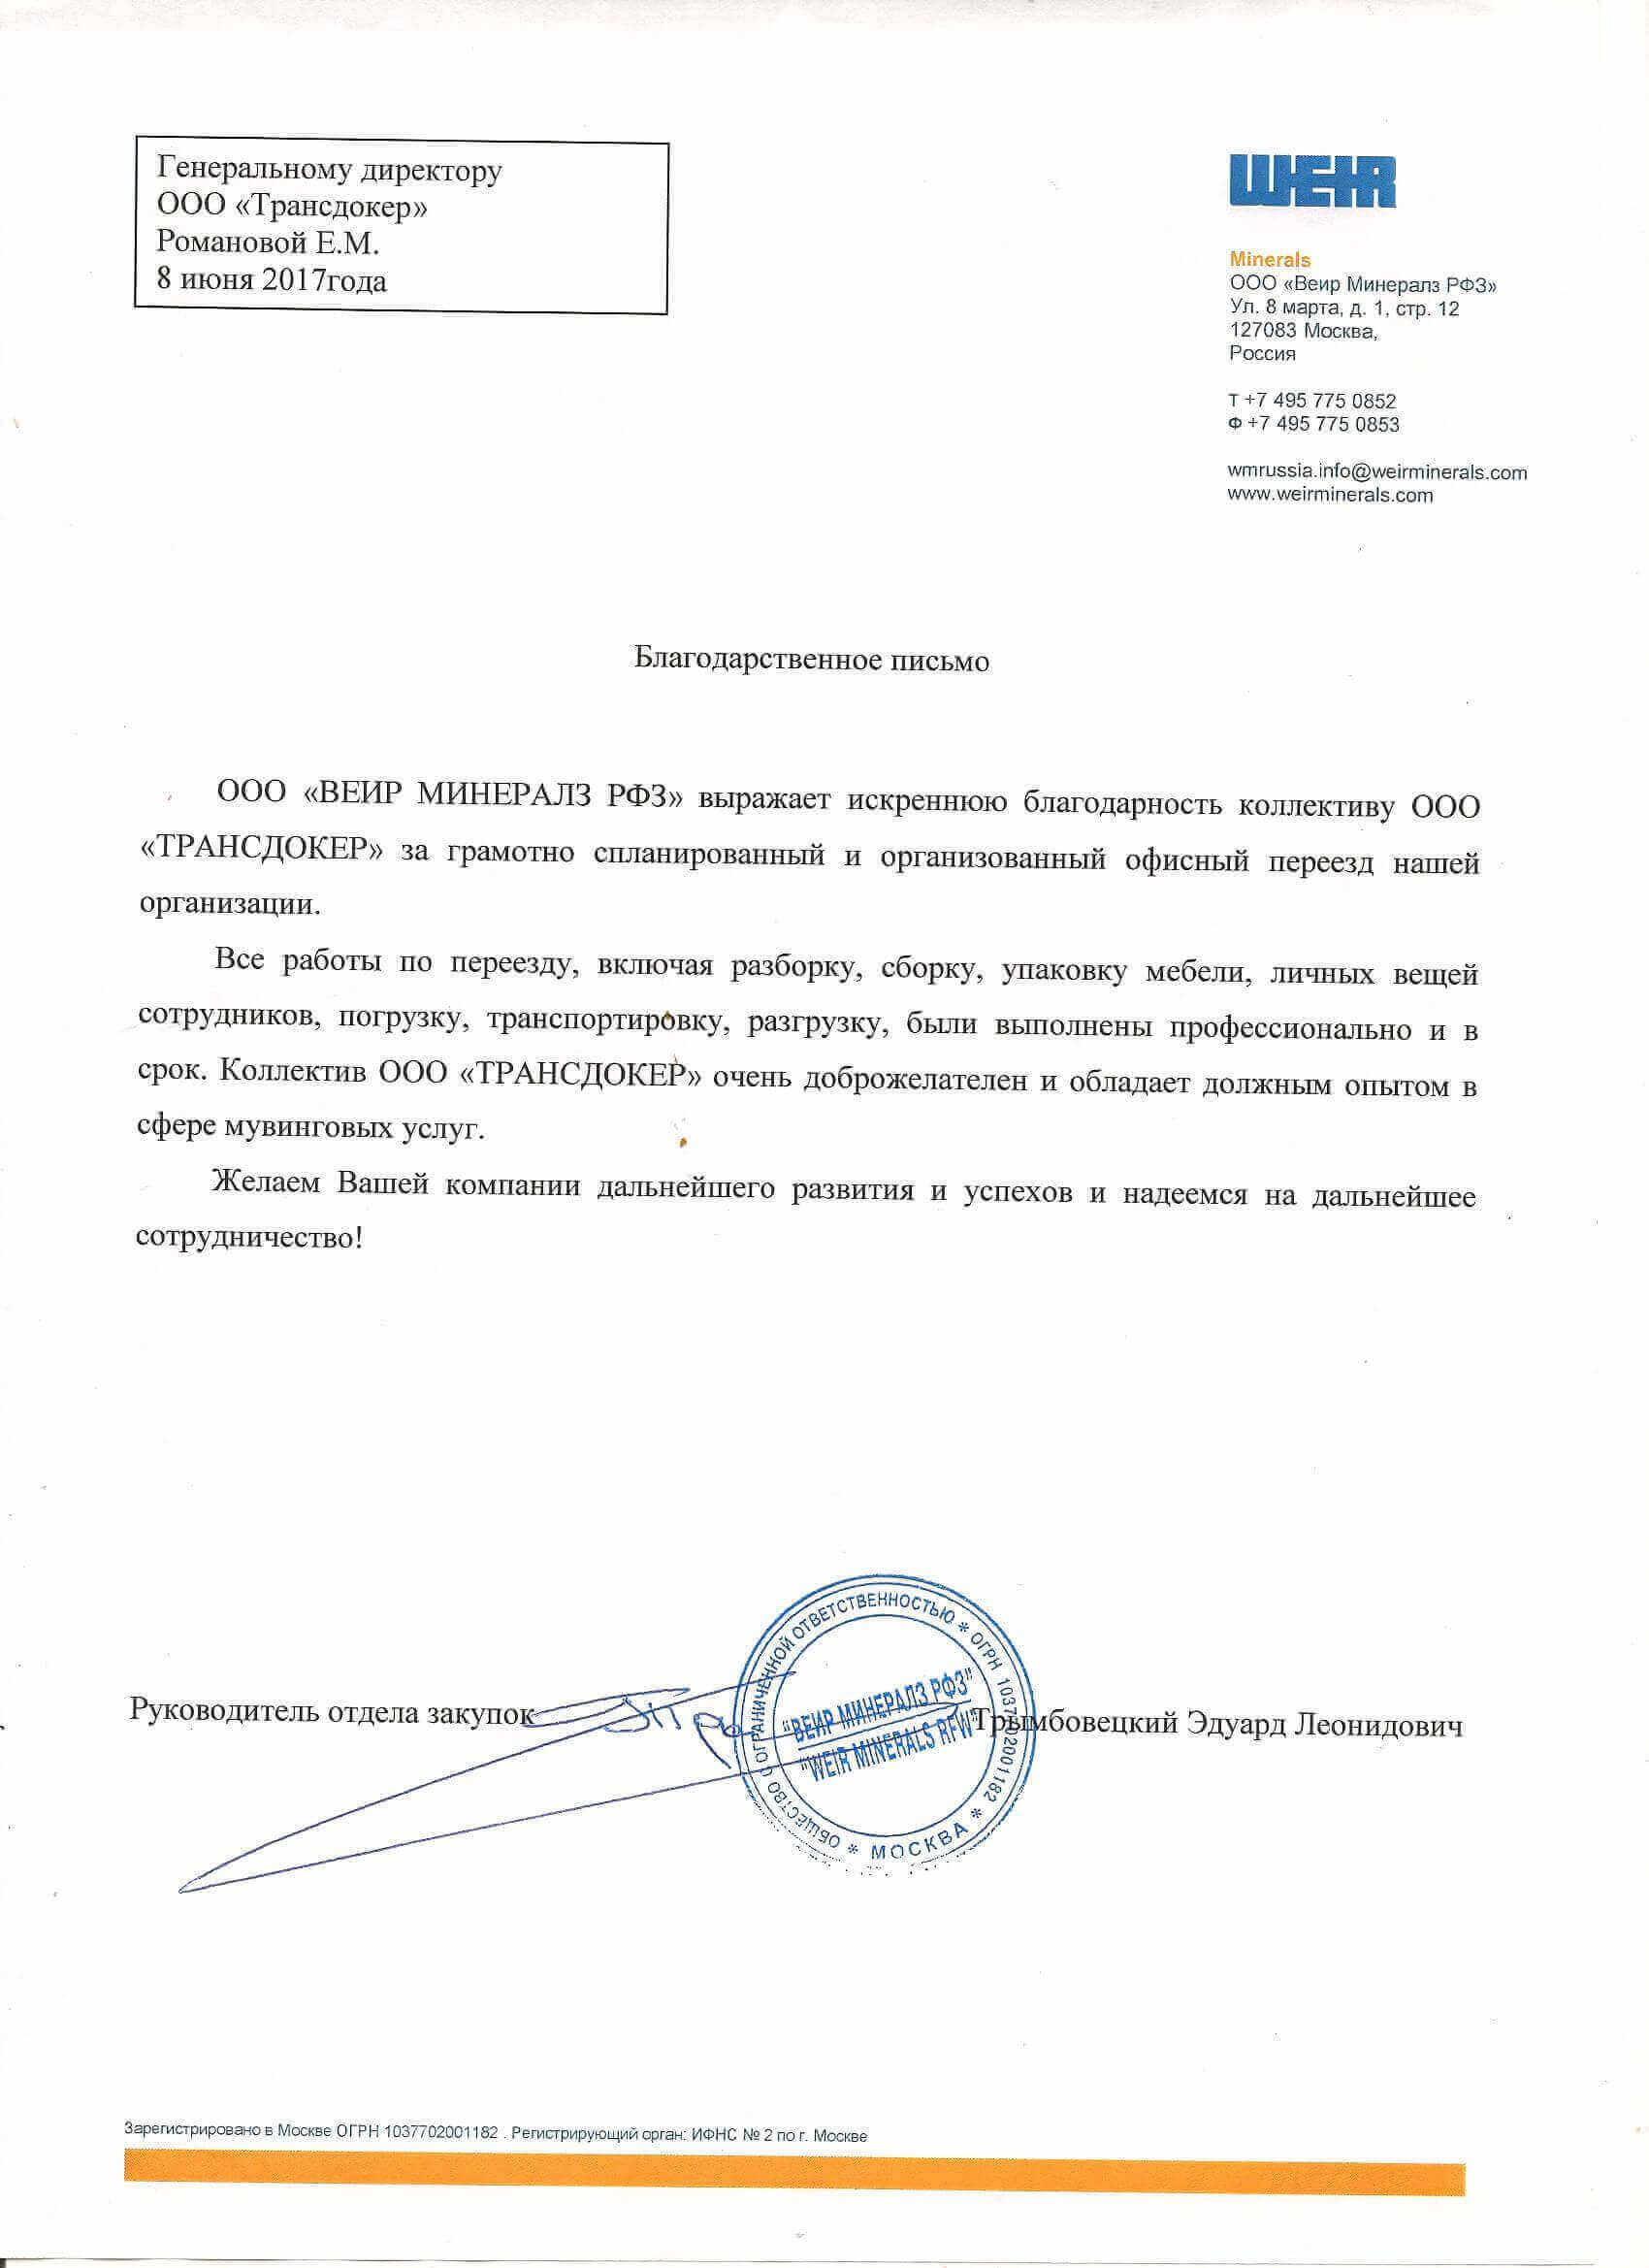 Генеральному директору
ООО «Трансдокер»
Романовой Е.М.
8 июня 2017года
WEIR
Minerals
ООО «Веир Минералз РФЗ»
Ул. 8 марта, д. 1, стр. 12
127083 Москва,
Россия
Т +7 495 775 0852
Ф +7 495 775 0853
wmrussia.info@weirminerals.com
www.weirminerals.com
Благодарственное письмо
ООО «ВЕИР МИНЕРАЛЗ РФЗ» выражает искреннюю благодарность коллективу ООО
«ТРАНСДОКЕР» за грамотно спланированный и организованный офисный переезд нашей
организации.
Все работы по переезду, включая разборку, сборку, упаковку мебели, личных вещей
сотрудников, погрузку, транспортировку, разгрузку, были выполнены профессионально и в
срок. Коллектив ООО «ТРАНСДОКЕР» очень доброжелателен и обладает должным опытом в
сфере мувинговых услуг.
Желаем Вашей компании дальнейшего развития и успехов и надеемся на дальнейшее
сотрудничество!
Руководитель отдела закупок
Трымбовецкий Эдуард Леонидович
ОБЩЕСТВО С ОГРАНИЧЕННОЙ ОТВЕТСТВЕННОСТЬЮ * ОГРН 1037702001182 * МОСКВА *
"ВЕИР МИНЕРАЛЗ РФЗ"
"WEIR MINERALS RFW"
Зарегистрировано в Москве ОГРН 1037702001182 . Регистрирующий орган: ИФНС № 2 по г. Москве